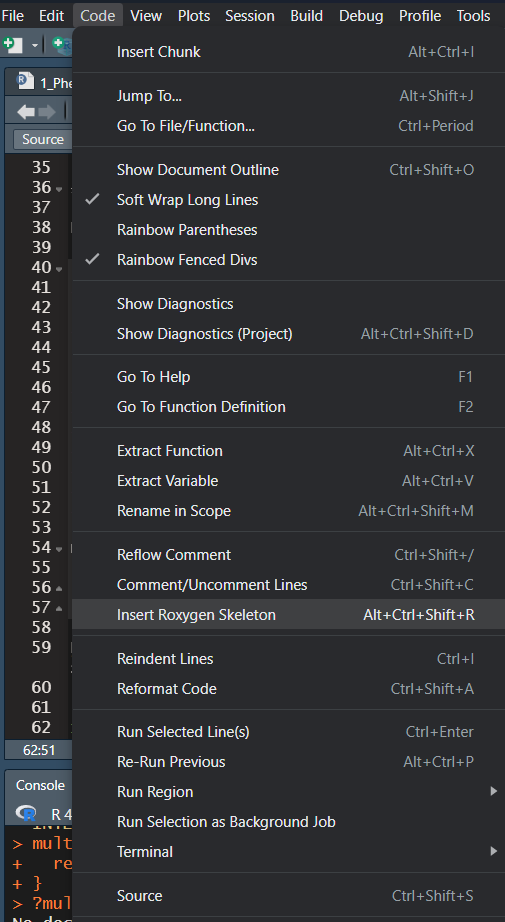 File Edit Code View Plots Session Build Debug Profile Tools
Insert Chunk Alt+Ctrl+I
1_Phe
Jump To... Alt+Shift+J
Go To File/Function... Ctrl+Period
Source
35 Show Document Outline Ctrl+Shift+O
36 Soft Wrap Long Lines
37
38 Rainbow Parentheses
39
40 Rainbow Fenced Divs
41
42 Show Diagnostics
43
44 Show Diagnostics (Project) Alt+Ctrl+Shift+D
45
46 Go To Help F1
47 Go To Function Definition F2
48
49 Extract Function Alt+Ctrl+X
50
51 Extract Variable Alt+Ctrl+V
52 Rename in Scope Alt+Ctrl+Shift+M
53
54 Reflow Comment Ctrl+Shift+/
55
56 Comment/Uncomment Lines Ctrl+Shift+C
57 Insert Roxygen Skeleton Alt+Ctrl+Shift+R
58
59 Reindent Lines Ctrl+I
60 Reformat Code Ctrl+Shift+A
61
62 Run Selected Line(s) Ctrl+Enter
62:51
Re-Run Previous Alt+Ctrl+P
Console Run Region
R 4 Run Selection as Background Job
> mult
+ re Terminal
+ }
> ?mul Source Ctrl+Shift+S